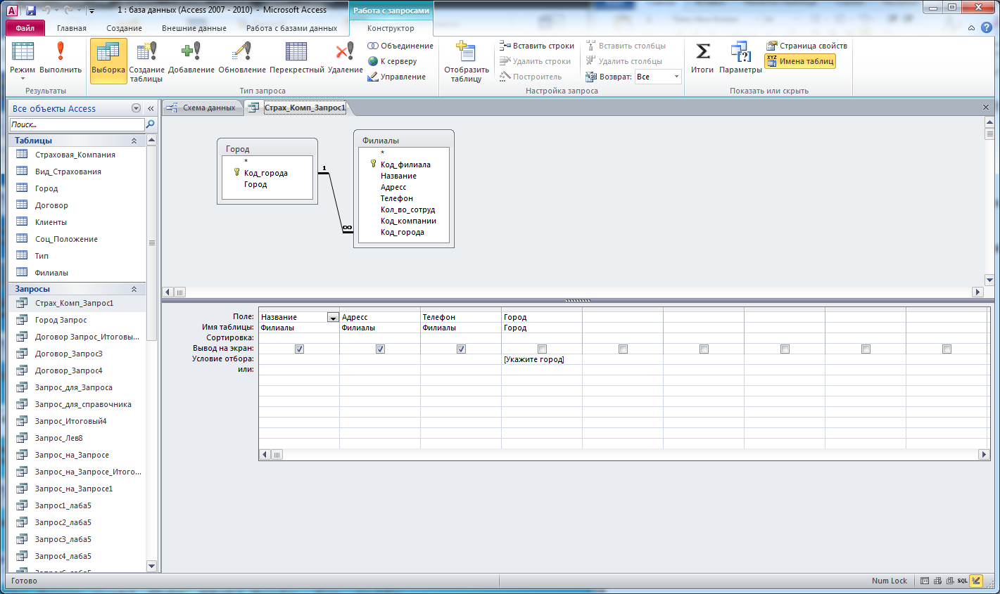 1 : база данных (Access 2007 - 2010)  -  Microsoft Access
Работа с запросами
Файл
Главная
Создание
Внешние данные
Работа с базами данных
Конструктор
Режим
Выполнить
Результаты
Выборка
Создание таблицы
Добавление
Обновление
Перекрестный
Удаление
Объединение
К серверу
Управление
Тип запроса
Отобразить таблицу
Вставить строки
Удалить строки
Построитель
Вставить столбцы
Удалить столбцы
Возврат: Все
Настройка запроса
Итоги
Параметры
Страница свойств
XYZ Имена таблиц
Показать или скрыть
Все объекты Access
Поиск...
Таблицы
Страховая_Компания
Вид_Страхования
Город
Договор
Клиенты
Соц_Положение
Тип
Филиалы
Запросы
Страх_Комп_Запрос1
Город Запрос
Договор Запрос_Итоговы...
Договор_Запрос3
Договор_Запрос4
Запрос_для_Запроса
Запрос_для_справочника
Запрос_Итоговый4
Запрос_Лев8
Запрос_на_Запросе
Запрос_на_Запросе_Итого...
Запрос_на_Запросе1
Запрос1_лаба5
Запрос2_лаба5
Запрос3_лаба5
Запрос4_лаба5
Схема данных
Страх_Комп_Запрос1
Город
*
Код_города
Город
1
∞
Филиалы
*
Код_филиала
Название
Адресс
Телефон
Кол_во_сотруд
Код_компании
Код_города
Поле: Название Адресс Телефон Город
Имя таблицы: Филиалы Филиалы Филиалы Город
Сортировка:
Вывод на экран:
Условие отбора: [Укажите город]
или:
Готово
Num Lock
SQL